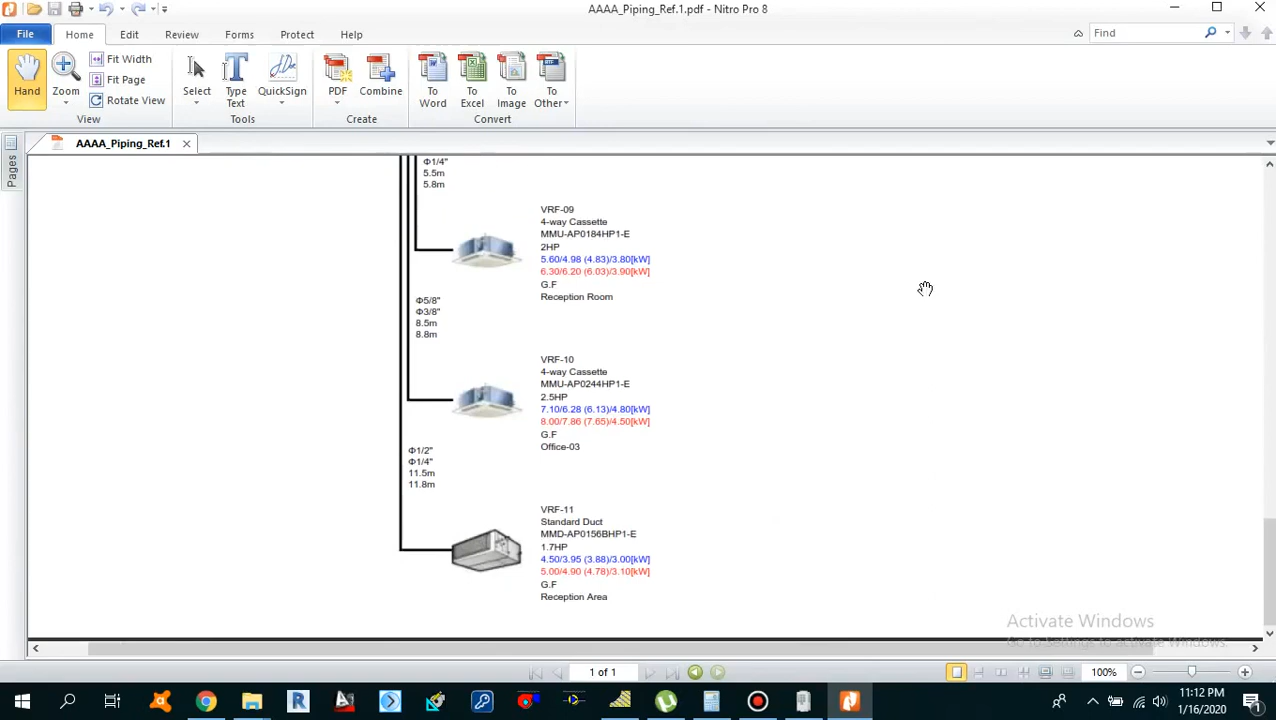 AAAA_Piping_Ref.1.pdf - Nitro Pro 8
File
Home
Edit
Review
Forms
Protect
Help
Find
Hand
Zoom
Fit Width
Fit Page
Rotate View
View
Select
Type Text
QuickSign
Tools
PDF
Combine
Create
To Word
To Excel
To Image
To Other
Convert
AAAA_Piping_Ref.1
Pages
Φ1/4"
5.5m
5.8m
VRF-09
4-way Cassette
MMU-AP0184HP1-E
2HP
5.60/4.98 (4.83)/3.80[kW]
6.30/6.20 (6.03)/3.90[kW]
G.F
Reception Room
Φ5/8"
Φ3/8"
8.5m
8.8m
VRF-10
4-way Cassette
MMU-AP0244HP1-E
2.5HP
7.10/6.28 (6.13)/4.80[kW]
8.00/7.86 (7.65)/4.50[kW]
G.F
Office-03
Φ1/2"
Φ1/4"
11.5m
11.8m
VRF-11
Standard Duct
MMD-AP0156BHP1-E
1.7HP
4.50/3.95 (3.88)/3.00[kW]
5.00/4.90 (4.78)/3.10[kW]
G.F
Reception Area
Activate Windows
Go to Settings to activate Windows.
1 of 1
100%
11:12 PM
1/16/2020